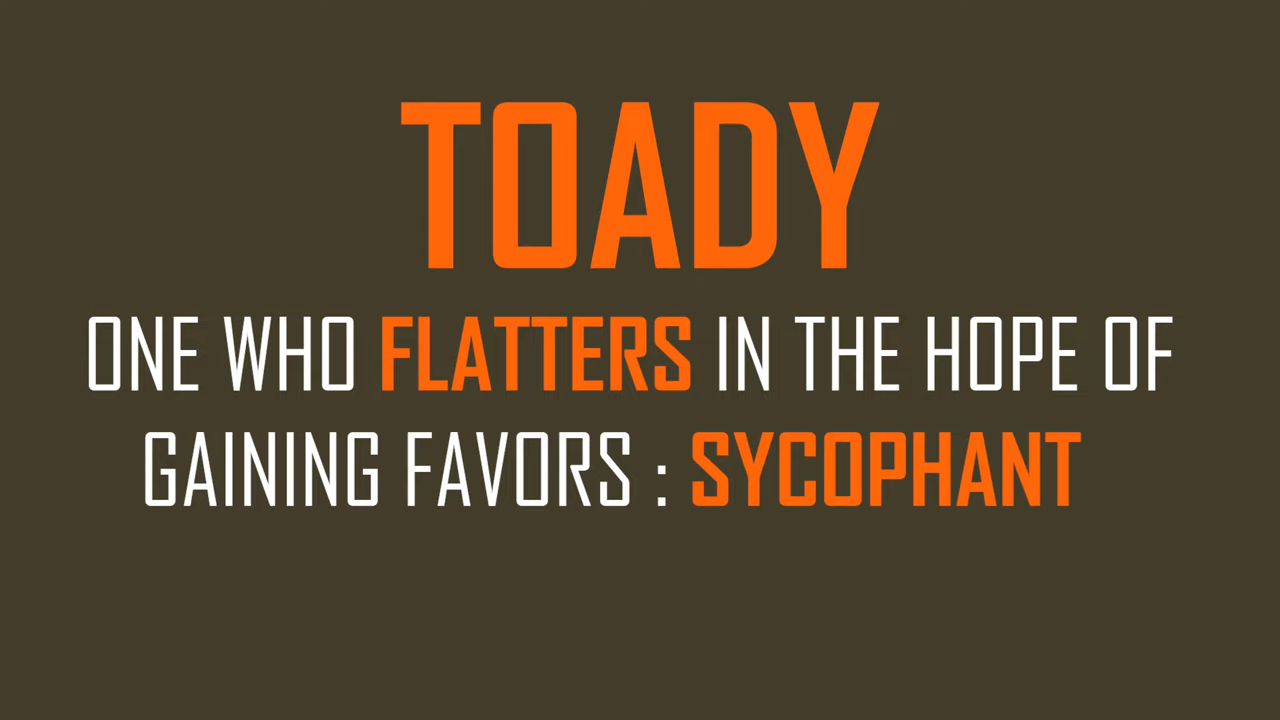 TOADY
ONE WHO FLATTERS IN THE HOPE OF
GAINING FAVORS : SYCOPHANT